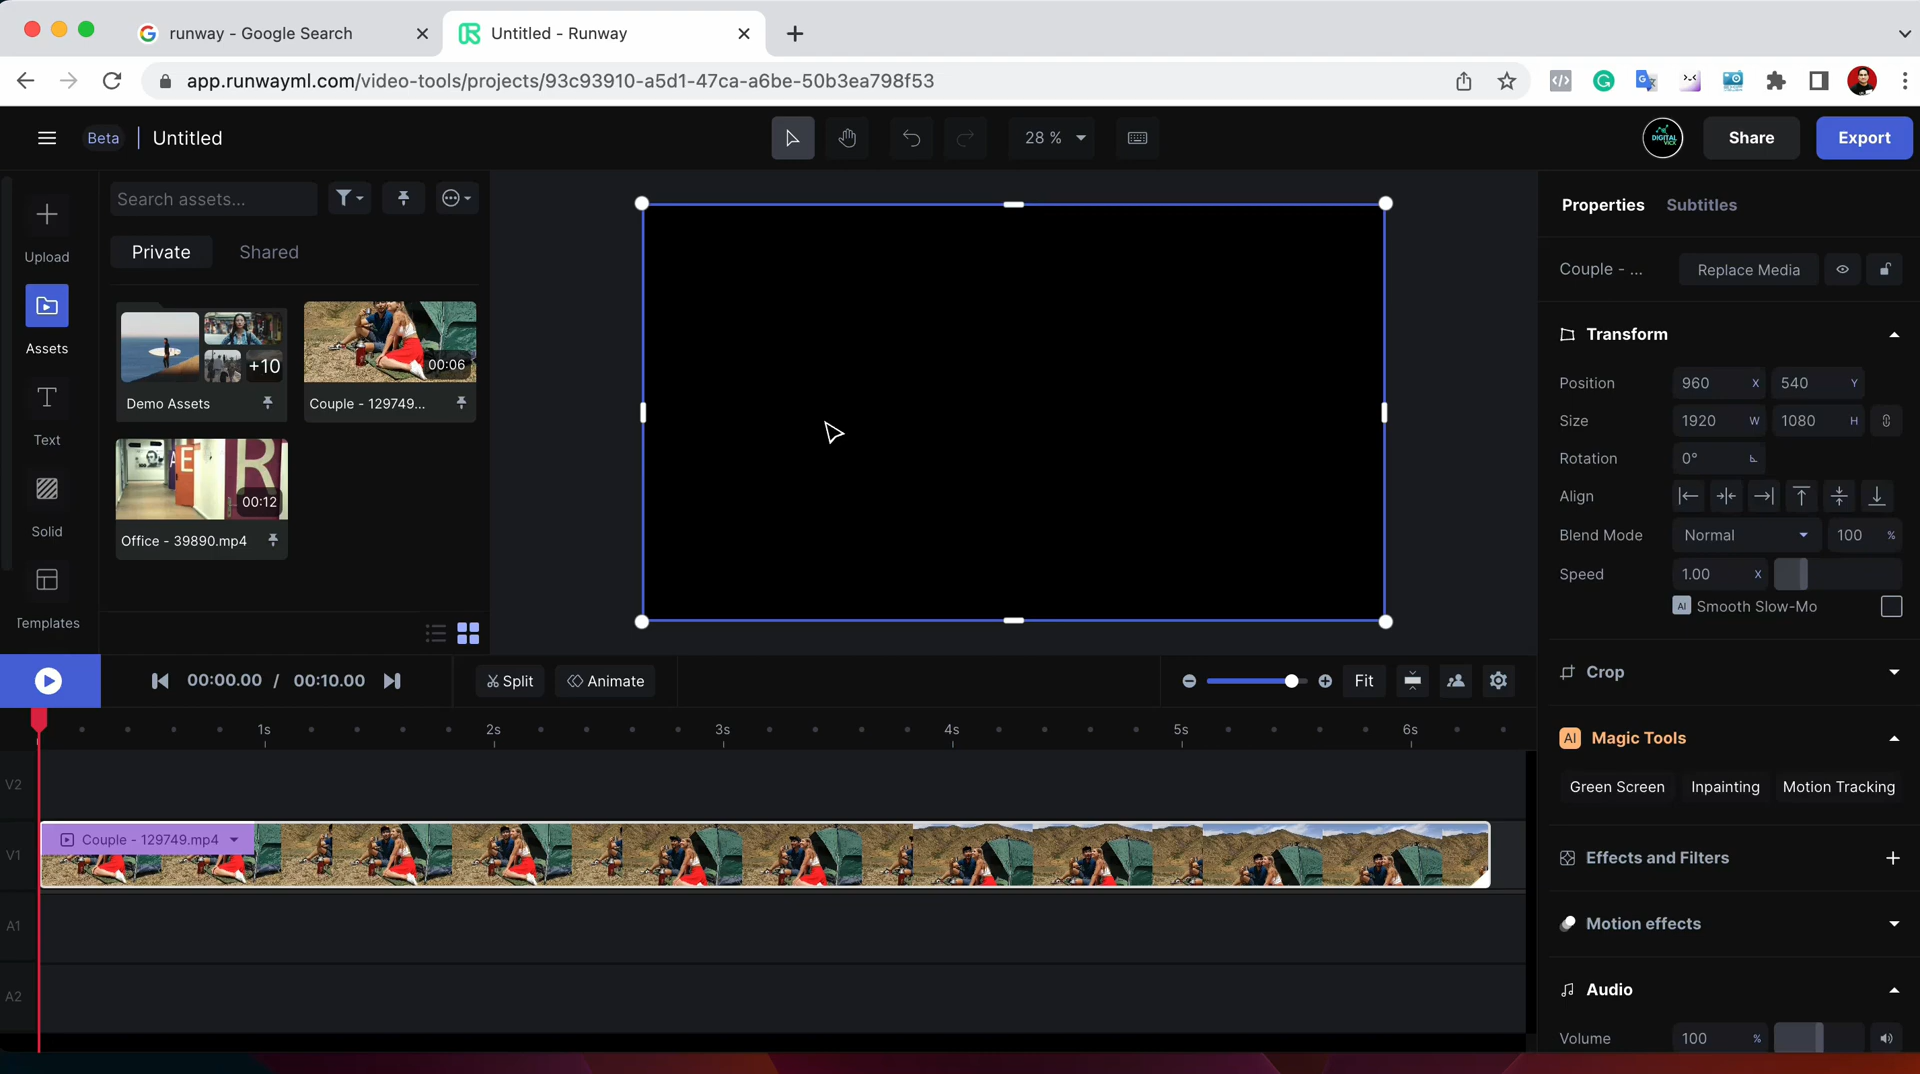 runway - Google Search
Untitled - Runway
app.runwayml.com/video-tools/projects/93c93910-a5d1-47ca-a6be-50b3ea798f53
Beta
Untitled
28 %
DIGITAL
VICX
Share
Export
Search assets...
Properties
Subtitles
Upload
Private
Shared
Couple - ...
Replace Media
Assets
+10
00:06
Demo Assets
Couple - 129749...
Transform
Position
960
X
540
Y
Size
1920
W
1080
H
Text
Rotation
0°
00:12
Align
Solid
Office - 39890.mp4
Blend Mode
Normal
100
%
Speed
1.00
X
AI
Smooth Slow-Mo
Templates
00:00.00 / 00:10.00
Split
Animate
Fit
Crop
1s
2s
3s
4s
5s
6s
AI
Magic Tools
V2
Green Screen
Inpainting
Motion Tracking
Couple - 129749.mp4
V1
Effects and Filters
A1
Motion effects
A2
Audio
Volume
100
%